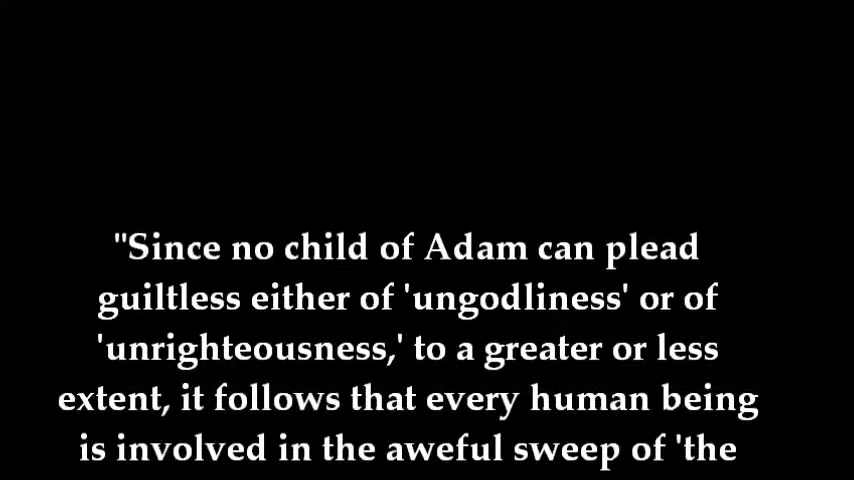 "Since no child of Adam can plead
guiltless either of 'ungodliness' or of
'unrighteousness,' to a greater or less
extent, it follows that every human being
is involved in the aweful sweep of 'the